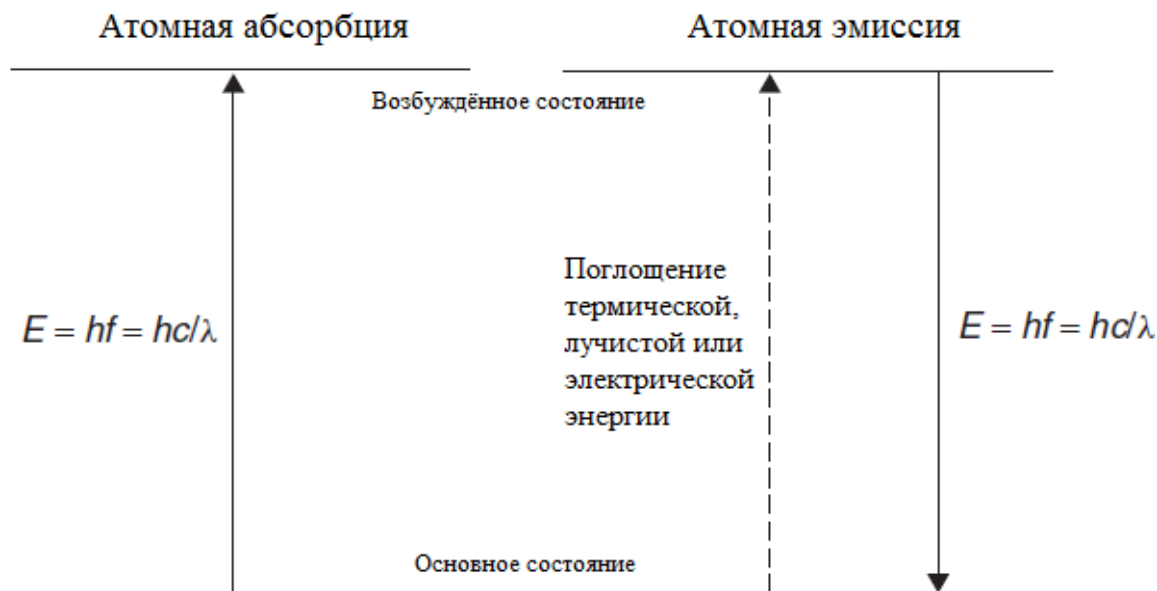 Атомная абсорбция
Атомная эмиссия
Возбуждённое состояние
Поглощение
термической,
лучистой или
электрической
энергии
E = hf = hc/λ
E = hf = hc/λ
Основное состояние